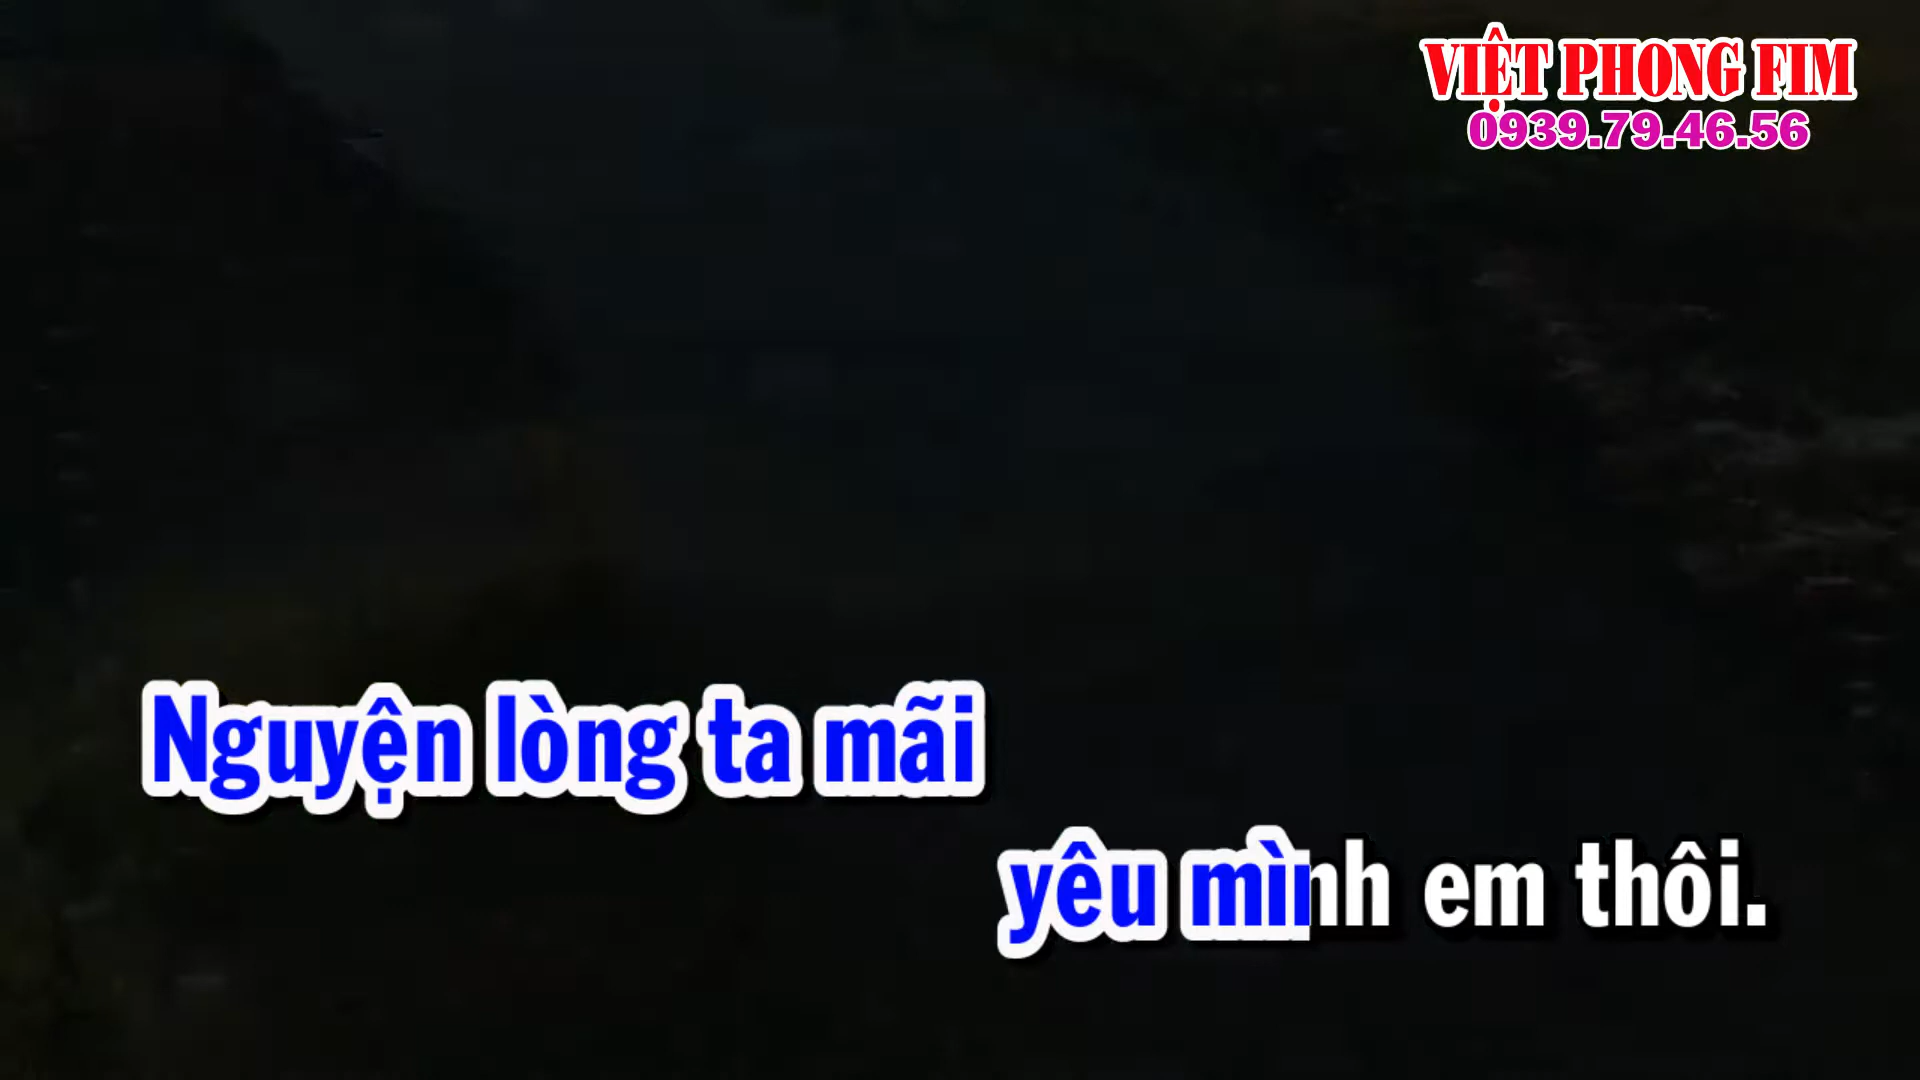 VIỆT PHONG FIM
0939.79.46.56
Nguyện lòng ta mãi
yêu mình em thôi.